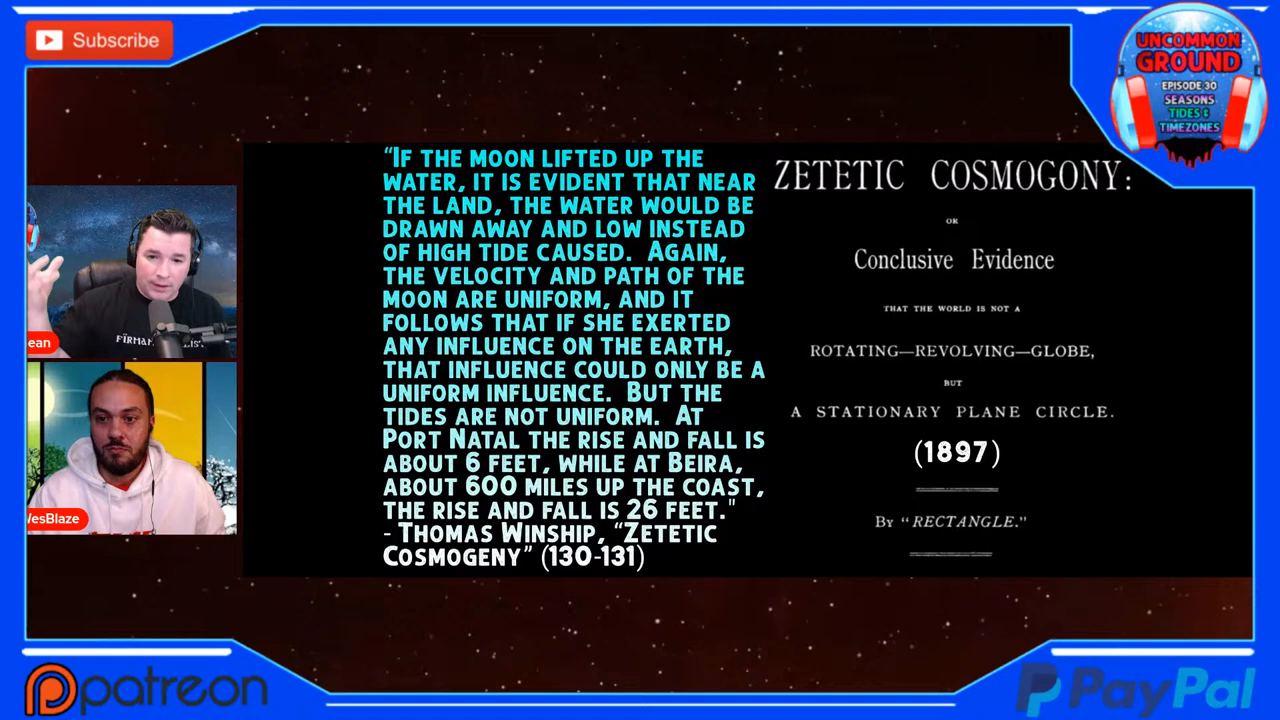 Subscribe
UNCOMMON
GROUND
EPISODE 30
SEASONS
TIDES &
TIMEZONES
"IF THE MOON LIFTED UP THE
WATER, IT IS EVIDENT THAT NEAR
THE LAND, THE WATER WOULD BE
DRAWN AWAY AND LOW INSTEAD
OF HIGH TIDE CAUSED. AGAIN,
THE VELOCITY AND PATH OF THE
MOON ARE UNIFORM, AND IT
FOLLOWS THAT IF SHE EXERTED
ANY INFLUENCE ON THE EARTH,
THAT INFLUENCE COULD ONLY BE A
UNIFORM INFLUENCE. BUT THE
TIDES ARE NOT UNIFORM. AT
PORT NATAL THE RISE AND FALL IS
ABOUT 6 FEET, WHILE AT BEIRA,
ABOUT 600 MILES UP THE COAST,
THE RISE AND FALL IS 26 FEET."
- THOMAS WINSHIP, "ZETETIC
COSMOGENY" (130-131)
ZETETIC COSMOGONY:
OR
Conclusive Evidence
THAT THE WORLD IS NOT A
ROTATING—REVOLVING—GLOBE,
BUT
A STATIONARY PLANE CIRCLE.
(1897)
By "RECTANGLE."
ean
WesBlaze
patreon
PayPal